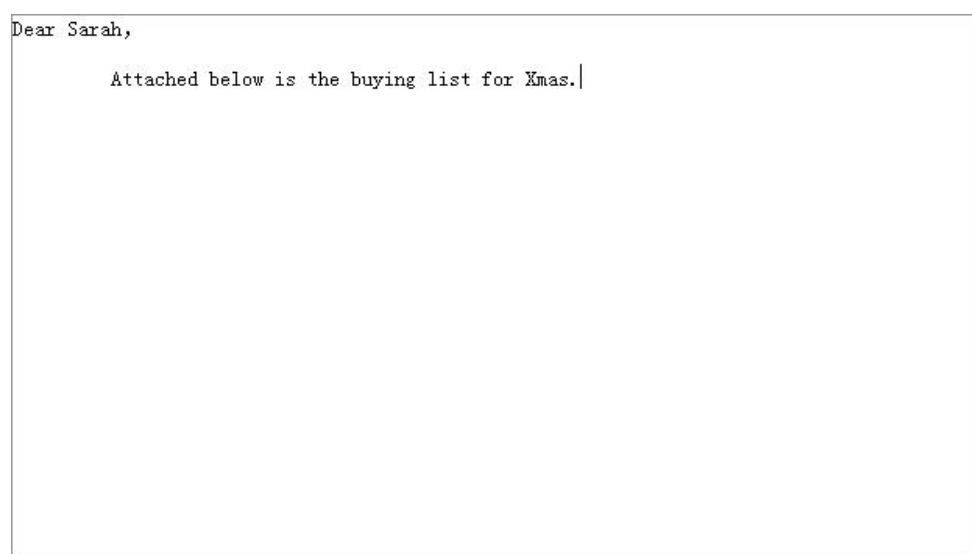 Dear Sarah,
Attached below is the buying list for Xmas.